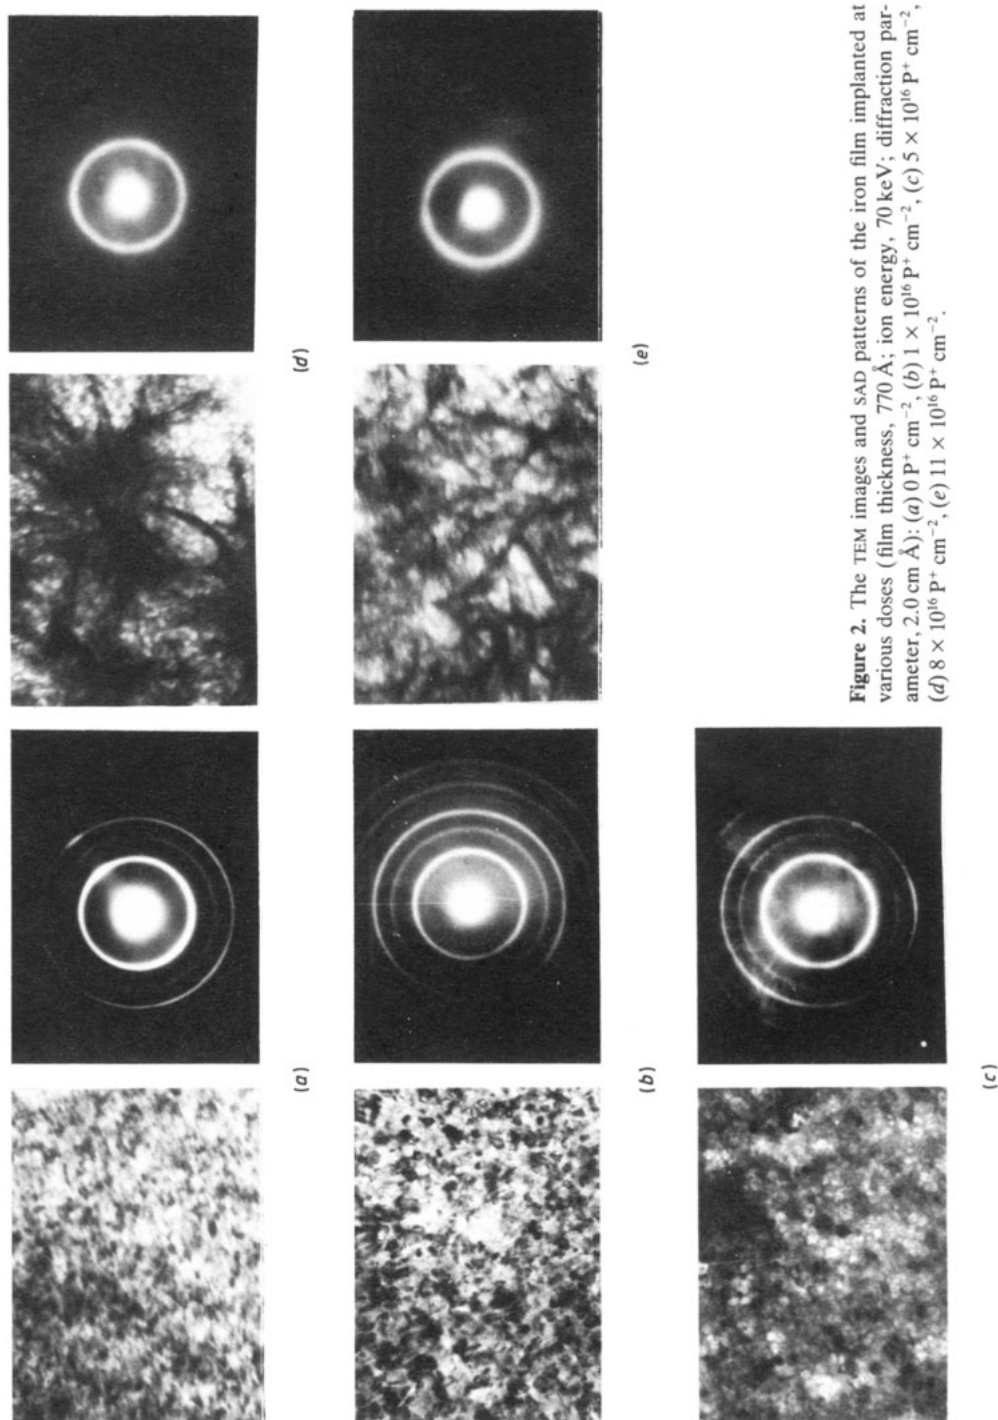 (a)
(b)
(c)
(d)
(e)
Figure 2. The TEM images and SAD patterns of the iron film implanted at
various doses (film thickness, 770 Å; ion energy, 70 keV; diffraction par-
ameter, 2.0 cm Å): (a) 0 P⁺ cm⁻², (b) 1 × 10¹⁶ P⁺ cm⁻², (c) 5 × 10¹⁶ P⁺ cm⁻²,
(d) 8 × 10¹⁶ P⁺ cm⁻², (e) 11 × 10¹⁶ P⁺ cm⁻².